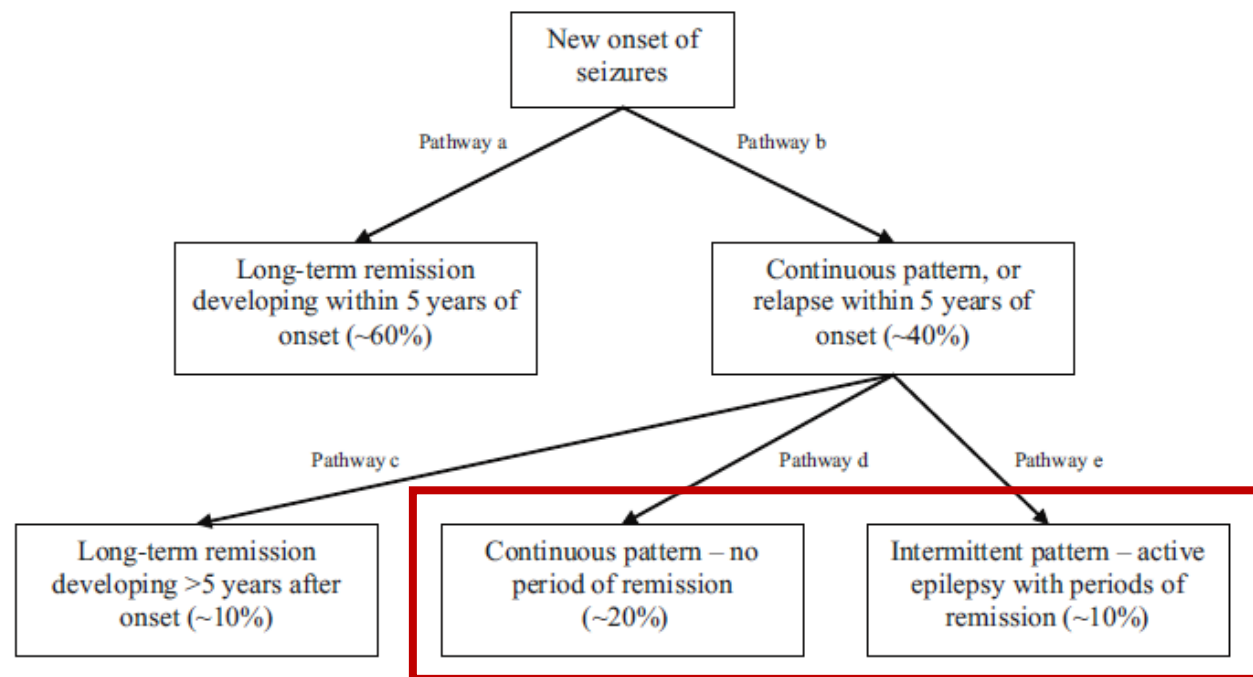 New onset of
seizures
Pathway a
Pathway b
Long-term remission
developing within 5 years of
onset (~60%)
Continuous pattern, or
relapse within 5 years of
onset (~40%)
Pathway c
Pathway d
Pathway e
Long-term remission
developing >5 years after
onset (~10%)
Continuous pattern – no
period of remission
(~20%)
Intermittent pattern – active
epilepsy with periods of
remission (~10%)